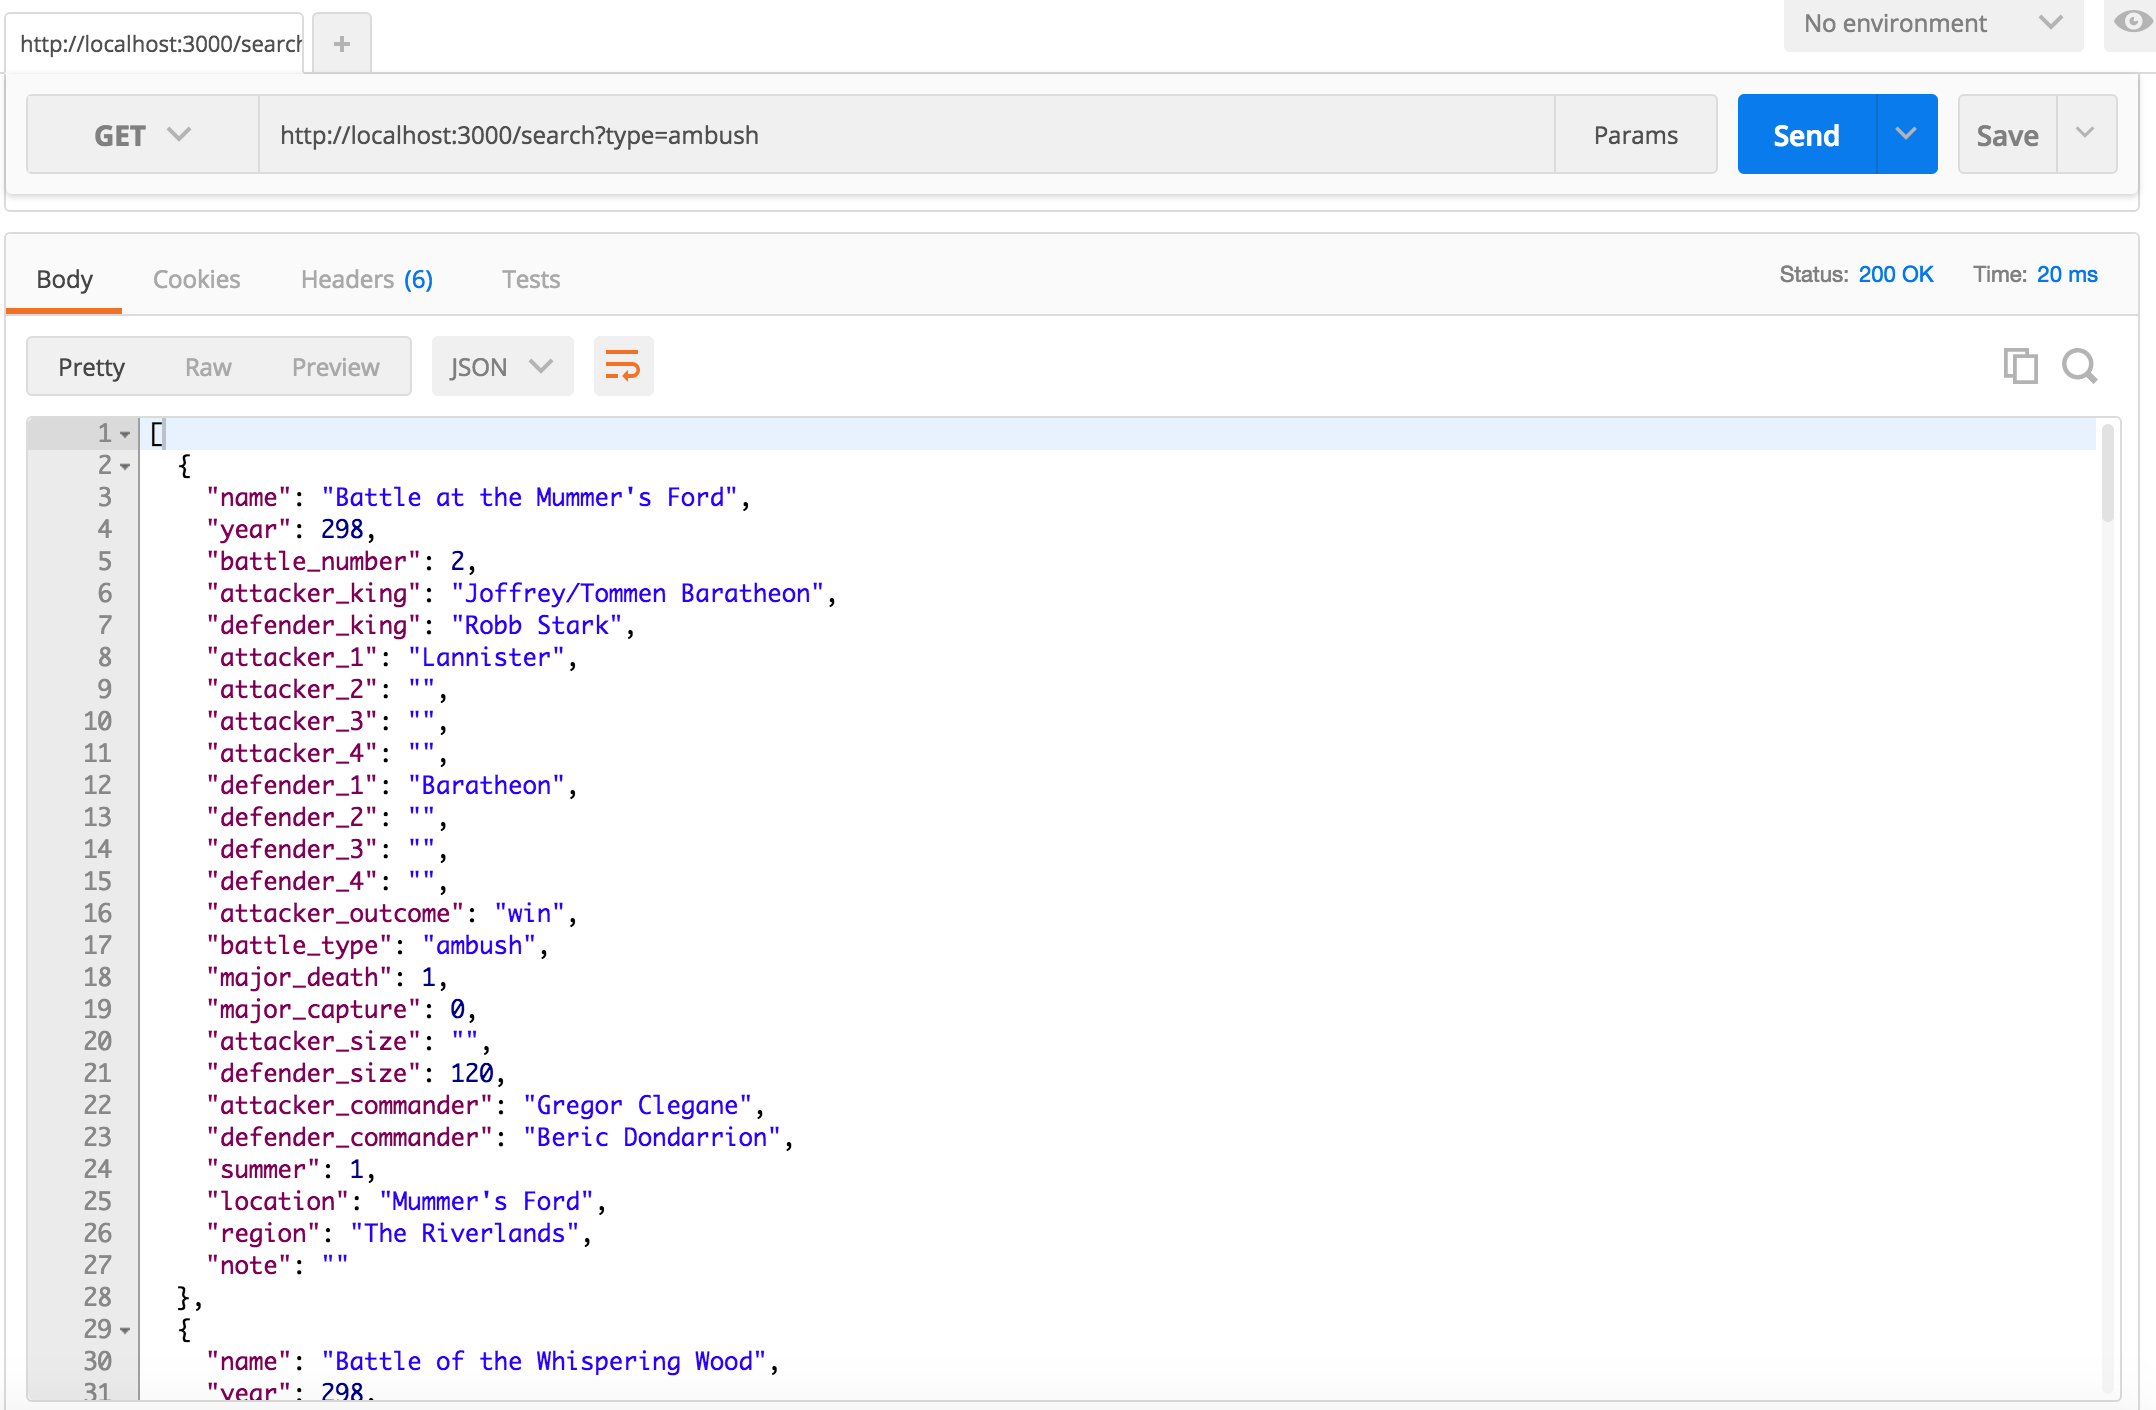 http://localhost:3000/search
+
No environment
GET
http://localhost:3000/search?type=ambush
Params
Send
Save
Body
Cookies
Headers (6)
Tests
Status: 200 OK
Time: 20 ms
Pretty
Raw
Preview
JSON
1 [
2 {
3 "name": "Battle at the Mummer's Ford",
4 "year": 298,
5 "battle_number": 2,
6 "attacker_king": "Joffrey/Tommen Baratheon",
7 "defender_king": "Robb Stark",
8 "attacker_1": "Lannister",
9 "attacker_2": "",
10 "attacker_3": "",
11 "attacker_4": "",
12 "defender_1": "Baratheon",
13 "defender_2": "",
14 "defender_3": "",
15 "defender_4": "",
16 "attacker_outcome": "win",
17 "battle_type": "ambush",
18 "major_death": 1,
19 "major_capture": 0,
20 "attacker_size": "",
21 "defender_size": 120,
22 "attacker_commander": "Gregor Clegane",
23 "defender_commander": "Beric Dondarrion",
24 "summer": 1,
25 "location": "Mummer's Ford",
26 "region": "The Riverlands",
27 "note": ""
28 },
29 {
30 "name": "Battle of the Whispering Wood",
31 "year": 298,